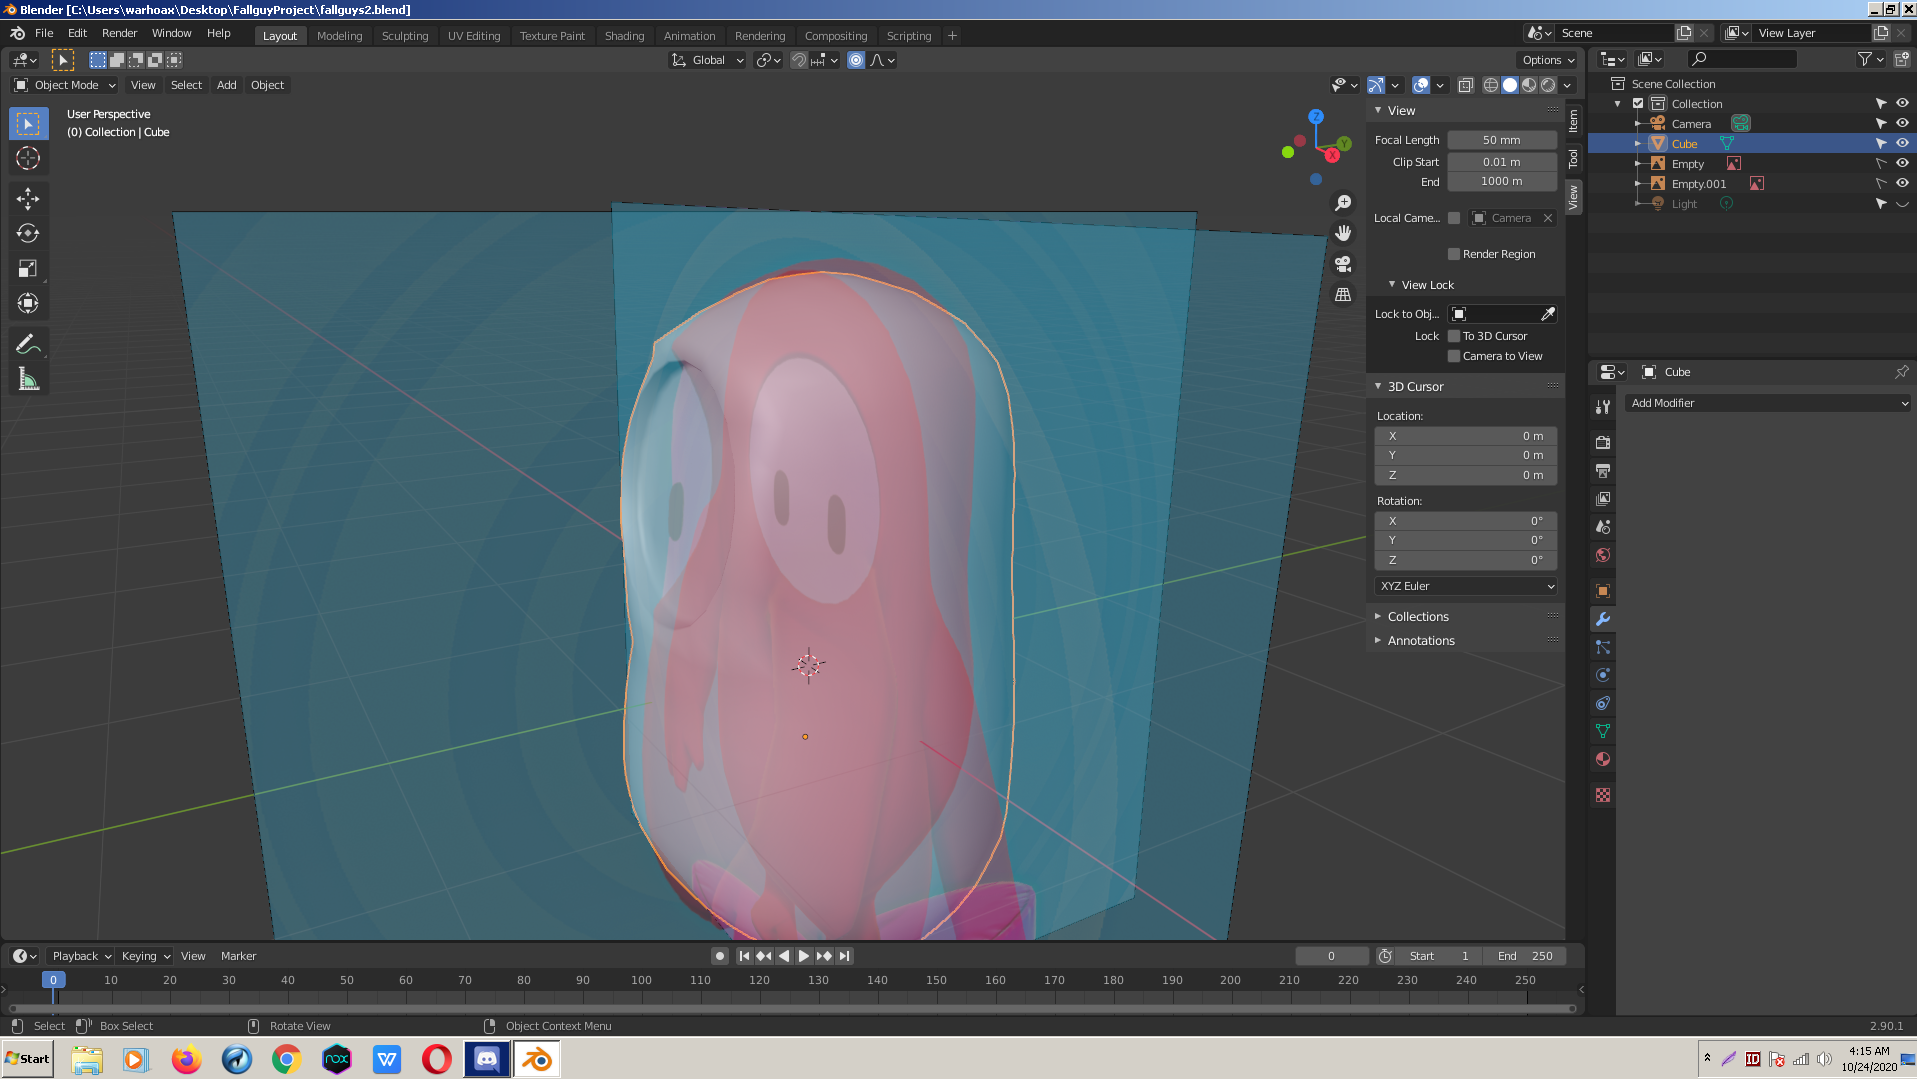 Blender [C:\Users\warhoax\Desktop\FallguyProject\fallguys2.blend]
File Edit Render Window Help Layout Modeling Sculpting UV Editing Texture Paint Shading Animation Rendering Compositing Scripting + Scene View Layer
Global Options
Object Mode View Select Add Object
User Perspective
(0) Collection | Cube
Z
Y
X
View
Focal Length 50 mm
Clip Start 0.01 m
End 1000 m
Local Came... Camera
Render Region
View Lock
Lock to Obj...
Lock To 3D Cursor
Camera to View
3D Cursor
Location:
X 0 m
Y 0 m
Z 0 m
Rotation:
X 0°
Y 0°
Z 0°
XYZ Euler
Collections
Annotations
Item
Tool
View
Scene Collection
Collection
Camera
Cube
Empty
Empty.001
Light
Cube
Add Modifier
Playback Keying View Marker 0 Start 1 End 250
0 10 20 30 40 50 60 70 80 90 100 110 120 130 140 150 160 170 180 190 200 210 220 230 240 250
Select Box Select Rotate View Object Context Menu 2.90.1
Start nox W ID 4:15 AM
10/24/2020